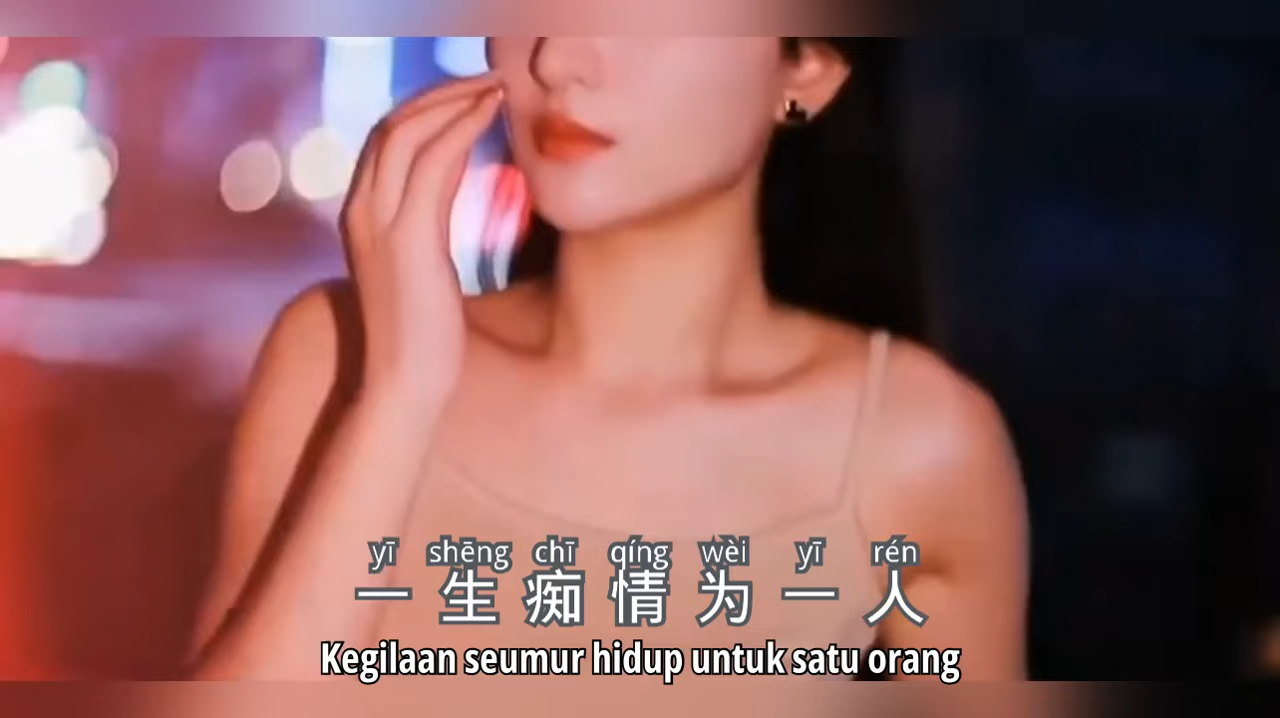 yī shēng chī qíng wèi yī rén
一生痴情为一人
Kegilaan seumur hidup untuk satu orang